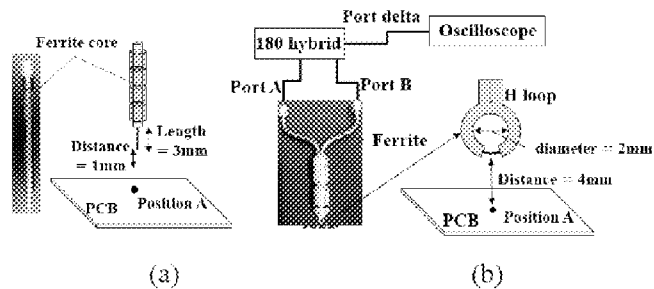 Ferrite core
Length
= 3mm
Distance
= 4mm
Position A
PCB
(a)
Port delta
180 hybrid
Oscilloscope
Port A
Port B
Ferrite
H loop
diameter = 2mm
Distance = 4mm
Position A
PCB
(b)